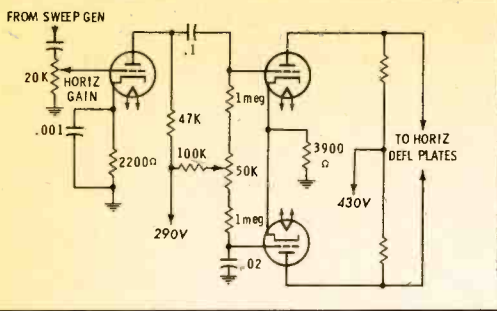 FROM SWEEP GEN
20K
HORIZ
GAIN
.001
2200Ω
.1
47K
100K
290V
1meg
50K
1meg
.02
3900
Ω
430V
TO HORIZ
DEFL PLATES